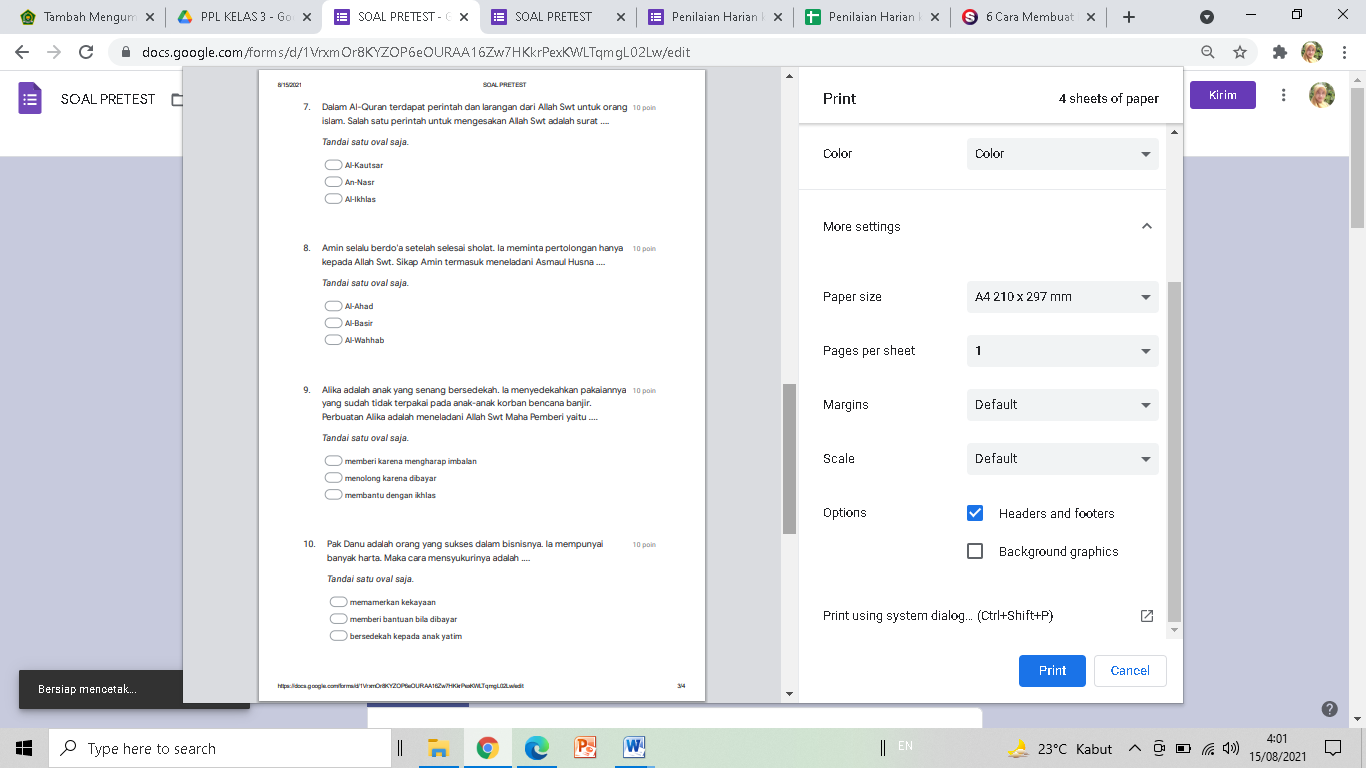 Tambah Mengum
PPL KELAS 3 - Go
SOAL PRETEST - G
SOAL PRETEST
Penilaian Harian k
Penilaian Harian k
6 Cara Membuat
docs.google.com/forms/d/1VrxmOr8KYZOP6eOURAA16Zw7HKkrPexKWLTqmgL02Lw/edit
SOAL PRETEST
Kirim
8/15/2021
SOAL PRETEST
7. Dalam Al-Quran terdapat perintah dan larangan dari Allah Swt untuk orang 10 poin
islam. Salah satu perintah untuk mengesakan Allah Swt adalah surat ....
Tandai satu oval saja.
Al-Kautsar
An-Nasr
Al-Ikhlas
8. Amin selalu berdo'a setelah selesai sholat. Ia meminta pertolongan hanya 10 poin
kepada Allah Swt. Sikap Amin termasuk meneladani Asmaul Husna ....
Tandai satu oval saja.
Al-Ahad
Al-Basir
Al-Wahhab
9. Alika adalah anak yang senang bersedekah. Ia menyedekahkan pakaiannya 10 poin
yang sudah tidak terpakai pada anak-anak korban bencana banjir.
Perbuatan Alika adalah meneladani Allah Swt Maha Pemberi yaitu ....
Tandai satu oval saja.
memberi karena mengharap imbalan
menolong karena dibayar
membantu dengan ikhlas
10. Pak Danu adalah orang yang sukses dalam bisnisnya. Ia mempunyai 10 poin
banyak harta. Maka cara mensyukurinya adalah ....
Tandai satu oval saja.
memamerkan kekayaan
memberi bantuan bila dibayar
bersedekah kepada anak yatim
https://docs.google.com/forms/d/1VrxmOr8KYZOP6eOURAA16Zw7HKkrPexKWLTqmgL02Lw/edit
3/4
Print
4 sheets of paper
Color
Color
More settings
Paper size
A4 210 x 297 mm
Pages per sheet
1
Margins
Default
Scale
Default
Options
Headers and footers
Background graphics
Print using system dialog... (Ctrl+Shift+P)
Print
Cancel
Bersiap mencetak...
Type here to search
EN
23°C Kabut
4:01
15/08/2021